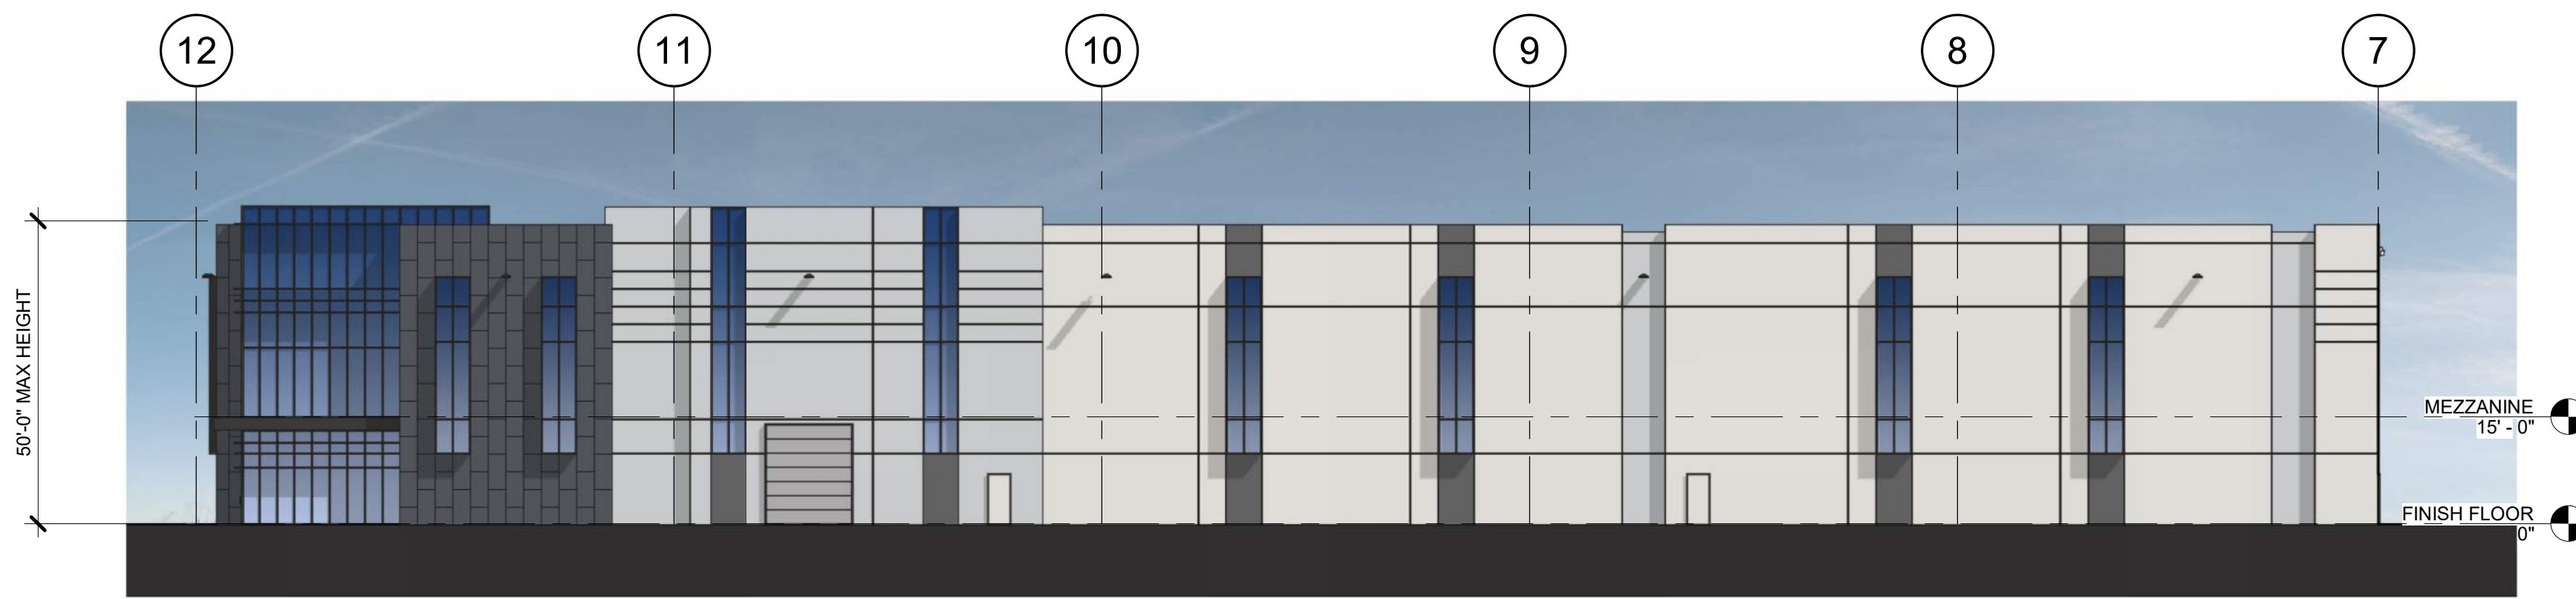 12 11 10 9 8 7
50'-0" MAX HEIGHT
MEZZANINE
15' - 0"
FINISH FLOOR
0"